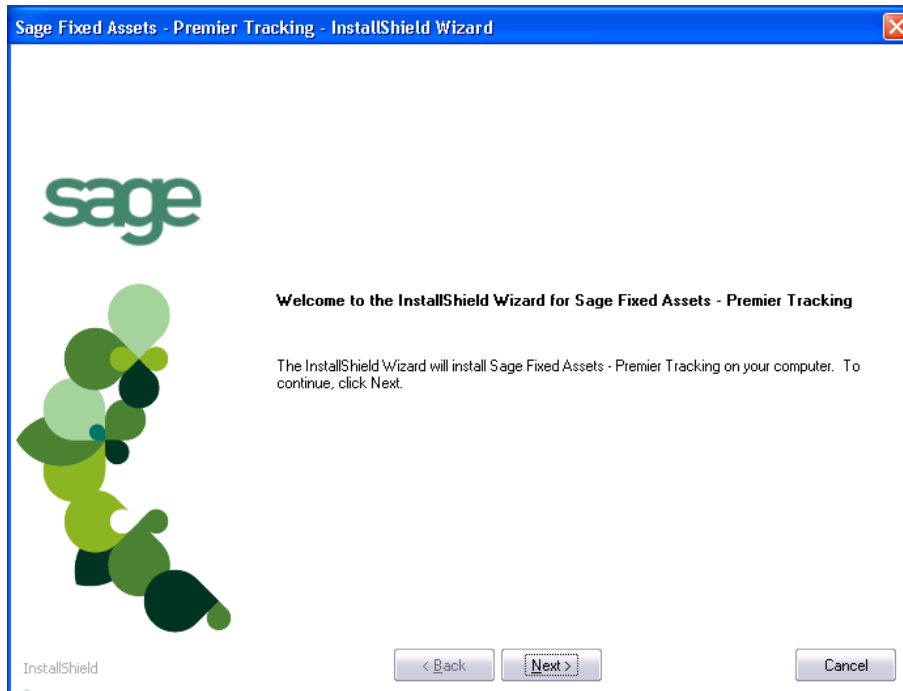 Sage Fixed Assets - Premier Tracking - InstallShield Wizard
sage
Welcome to the InstallShield Wizard for Sage Fixed Assets - Premier Tracking
The InstallShield Wizard will install Sage Fixed Assets - Premier Tracking on your computer. To
continue, click Next.
InstallShield
< Back
Next >
Cancel